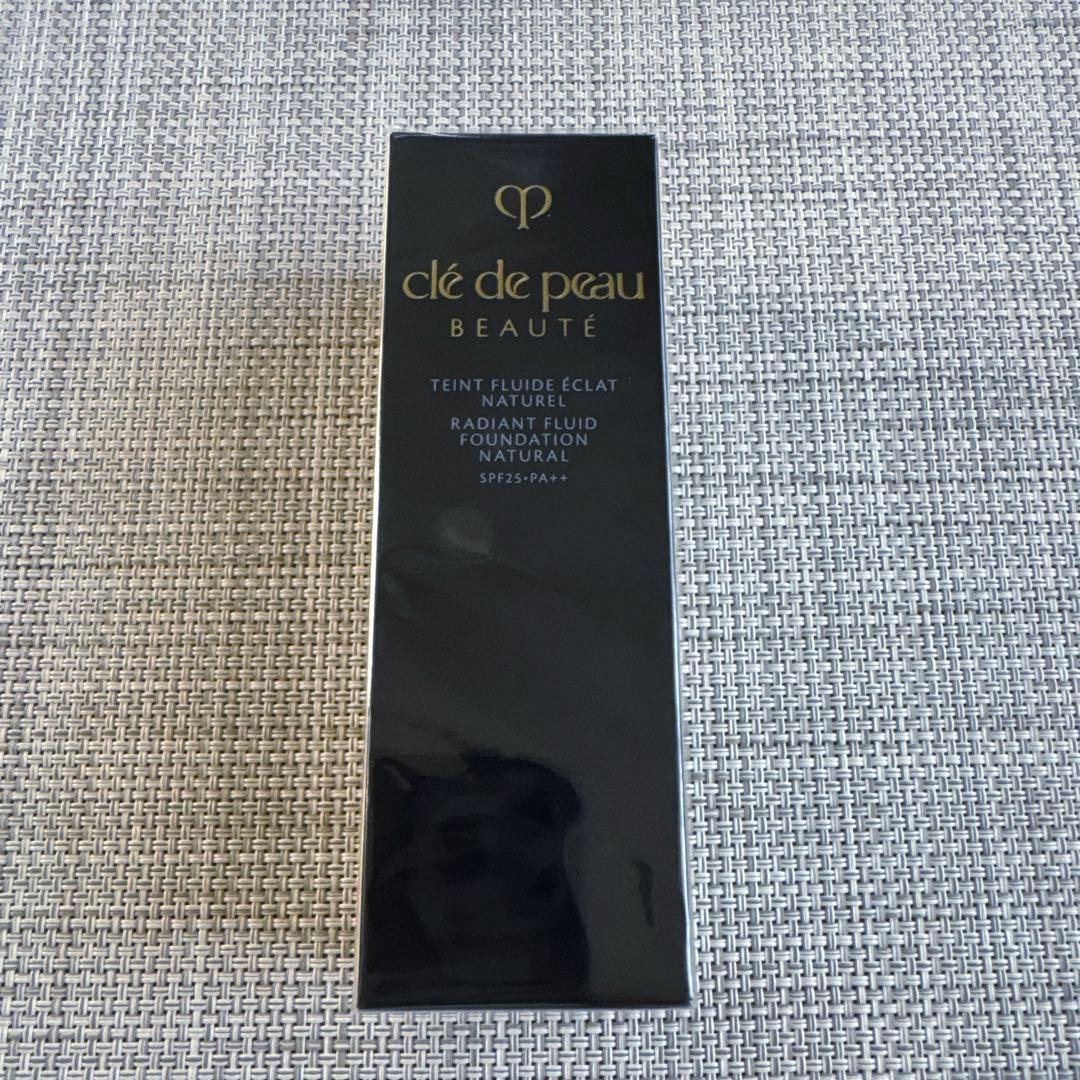 clé de peau
BEAUTÉ
TEINT FLUIDE ÉCLAT
NATUREL
RADIANT FLUID
FOUNDATION
NATURAL
SPF25•PA++